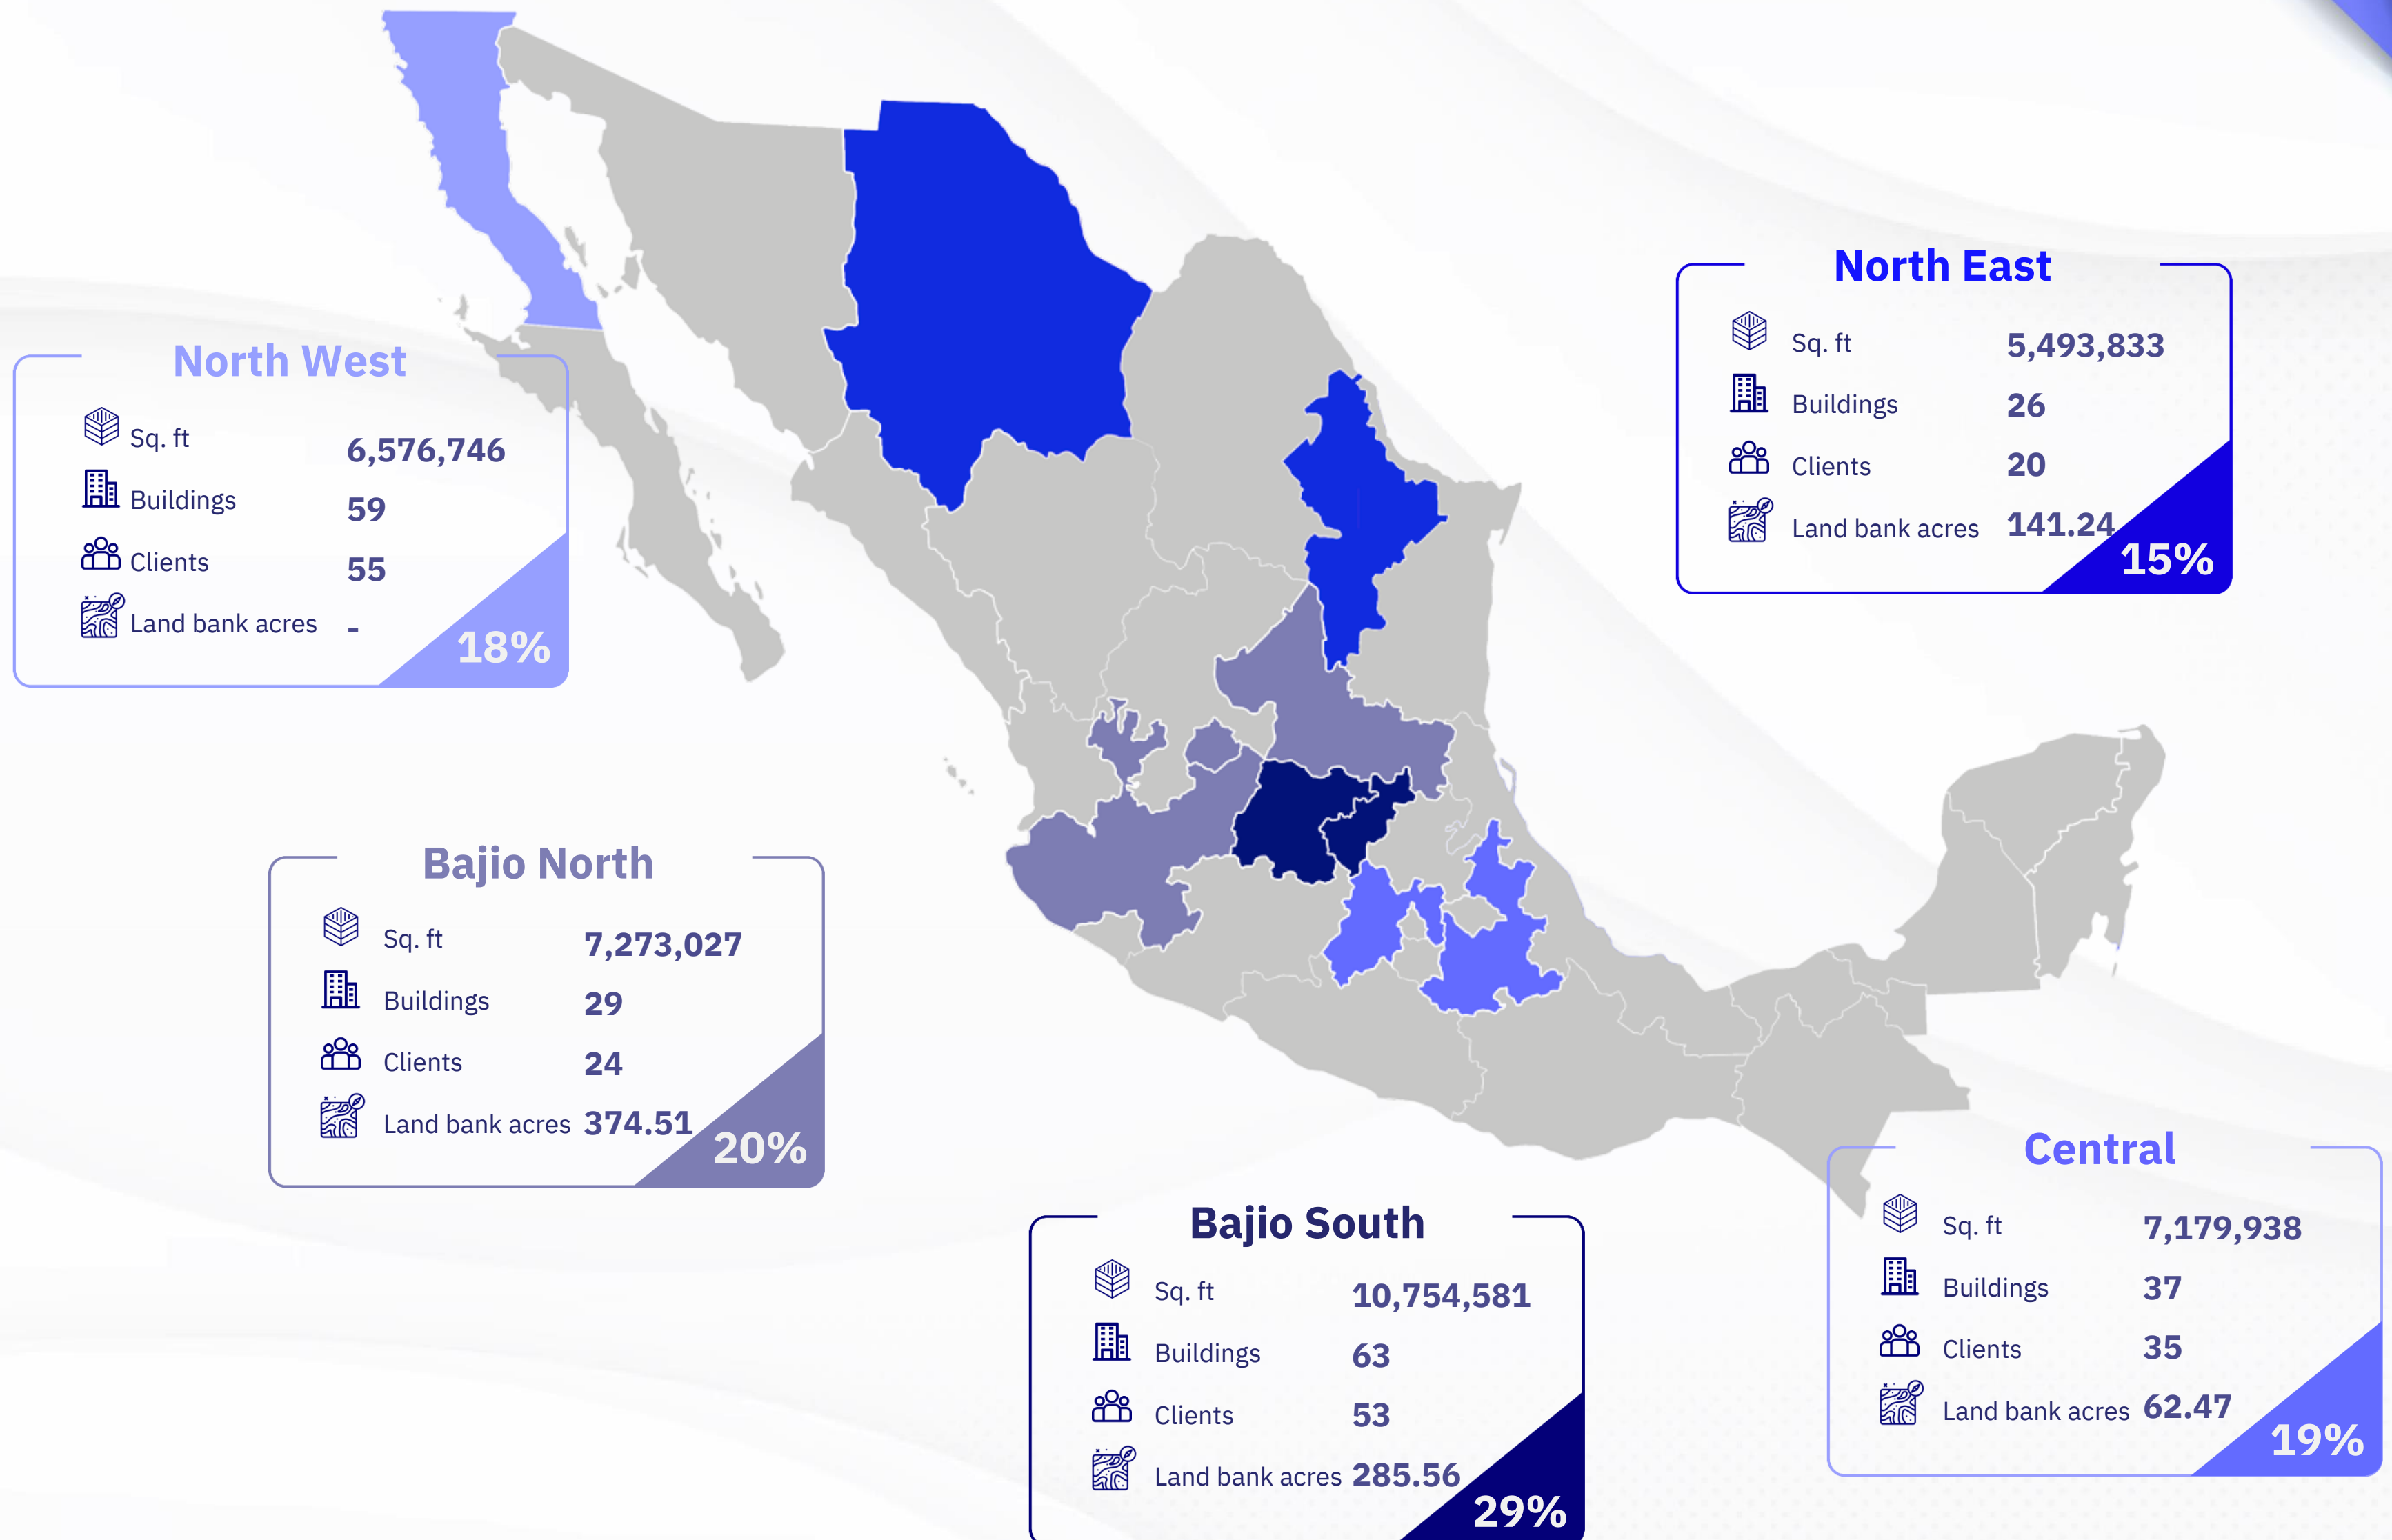 North West
Sq. ft 6,576,746
Buildings 59
Clients 55
Land bank acres -
18%
North East
Sq. ft 5,493,833
Buildings 26
Clients 20
Land bank acres 141.24
15%
Bajio North
Sq. ft 7,273,027
Buildings 29
Clients 24
Land bank acres 374.51
20%
Bajio South
Sq. ft 10,754,581
Buildings 63
Clients 53
Land bank acres 285.56
29%
Central
Sq. ft 7,179,938
Buildings 37
Clients 35
Land bank acres 62.47
19%